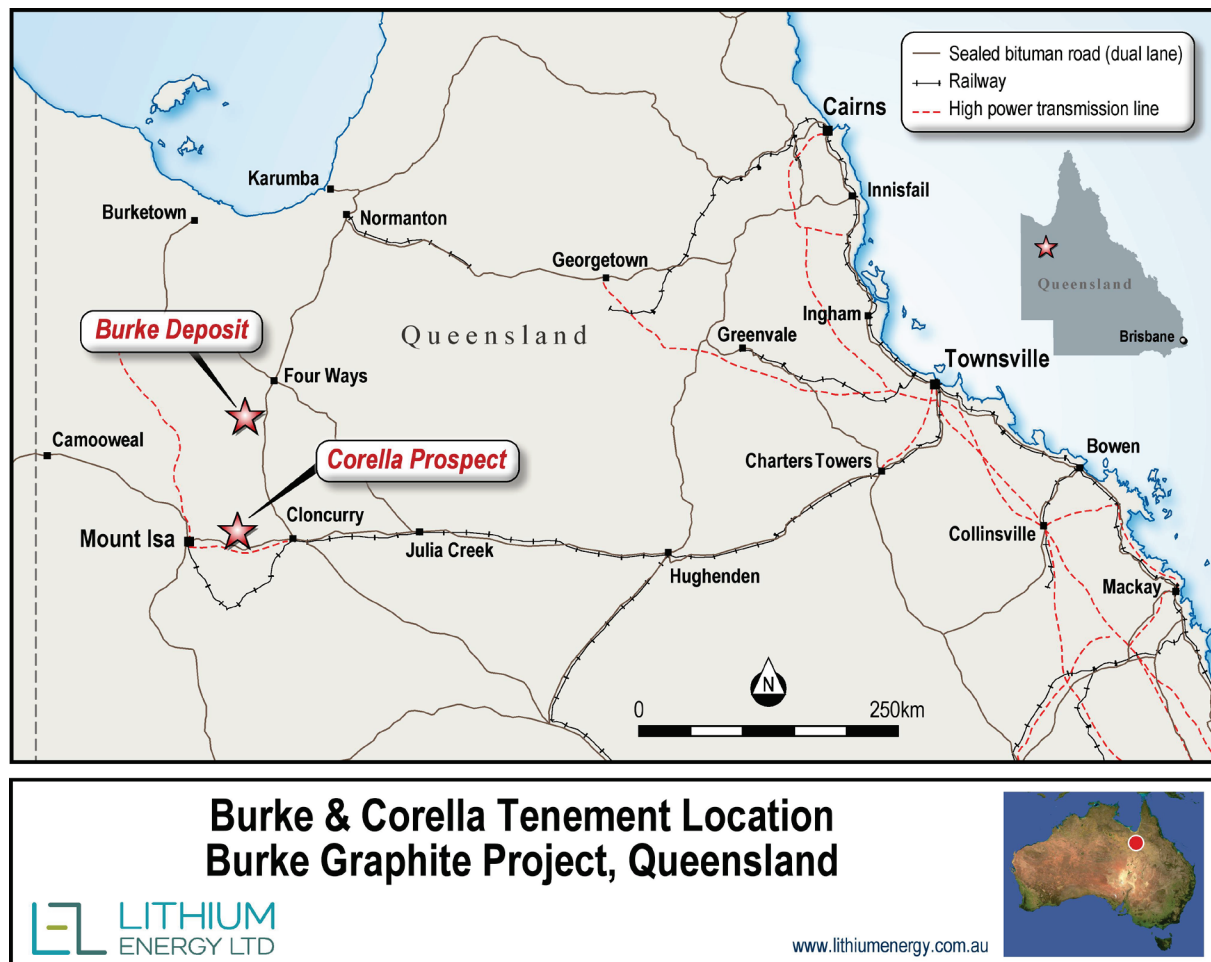 Sealed bituman road (dual lane)
Railway
High power transmission line
Cairns
Karumba
Innisfail
Burketown
Normanton
Georgetown
Queensland
Brisbane
Burke Deposit
Queensland
Ingham
Greenvale
Townsville
Four Ways
Camooweal
Corella Prospect
Charters Towers
Bowen
Cloncurry
Mount Isa
Julia Creek
Collinsville
Hughenden
Mackay
N
0 250km
Burke & Corella Tenement Location
Burke Graphite Project, Queensland
LITHIUM
ENERGY LTD
www.lithiumenergy.com.au